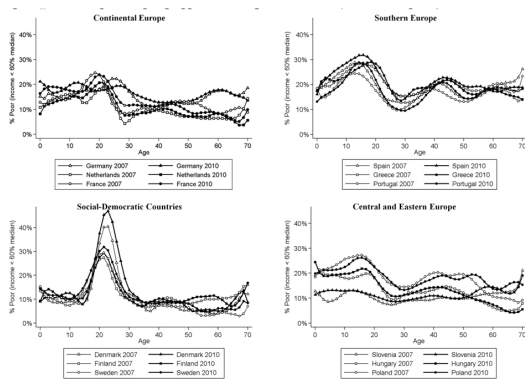 Continental Europe
% Poor (income < 60% median)
40%
30%
20%
10%
0%
0 10 20 30 40 50 60 70
Age
Germany 2007 Germany 2010
Netherlands 2007 Netherlands 2010
France 2007 France 2010
Southern Europe
% Poor (income < 60% median)
40%
30%
20%
10%
0%
0 10 20 30 40 50 60 70
Age
Spain 2007 Spain 2010
Greece 2007 Greece 2010
Portugal 2007 Portugal 2010
Social-Democratic Countries
% Poor (income < 60% median)
40%
30%
20%
10%
0%
0 10 20 30 40 50 60 70
Age
Denmark 2007 Denmark 2010
Finland 2007 Finland 2010
Sweden 2007 Sweden 2010
Central and Eastern Europe
% Poor (income < 60% median)
40%
30%
20%
10%
0%
0 10 20 30 40 50 60 70
Age
Slovenia 2007 Slovenia 2010
Hungary 2007 Hungary 2010
Poland 2007 Poland 2010